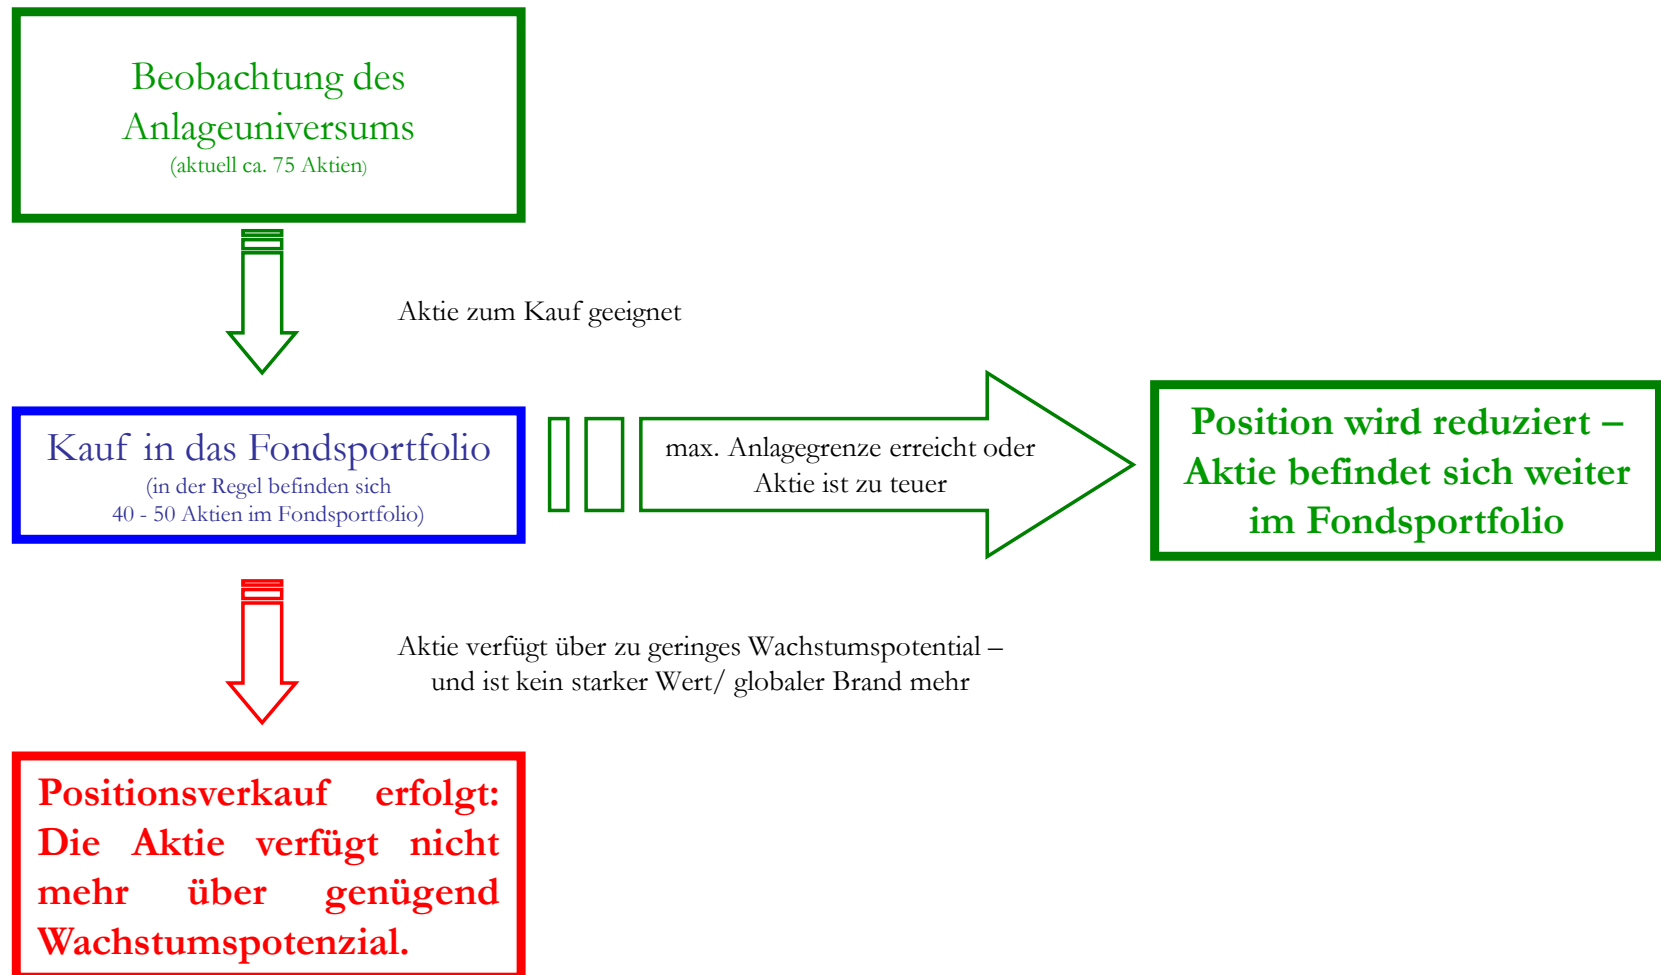 Beobachtung des
Anlageuniversums
(aktuell ca. 75 Aktien)
Aktie zum Kauf geeignet
Kauf in das Fondsportfolio
(in der Regel befinden sich
40 - 50 Aktien im Fondsportfolio)
max. Anlagegrenze erreicht oder
Aktie ist zu teuer
Position wird reduziert –
Aktie befindet sich weiter
im Fondsportfolio
Aktie verfügt über zu geringes Wachstumspotential –
und ist kein starker Wert/ globaler Brand mehr
Positionsverkauf erfolgt:
Die Aktie verfügt nicht
mehr über genügend
Wachstumspotenzial.